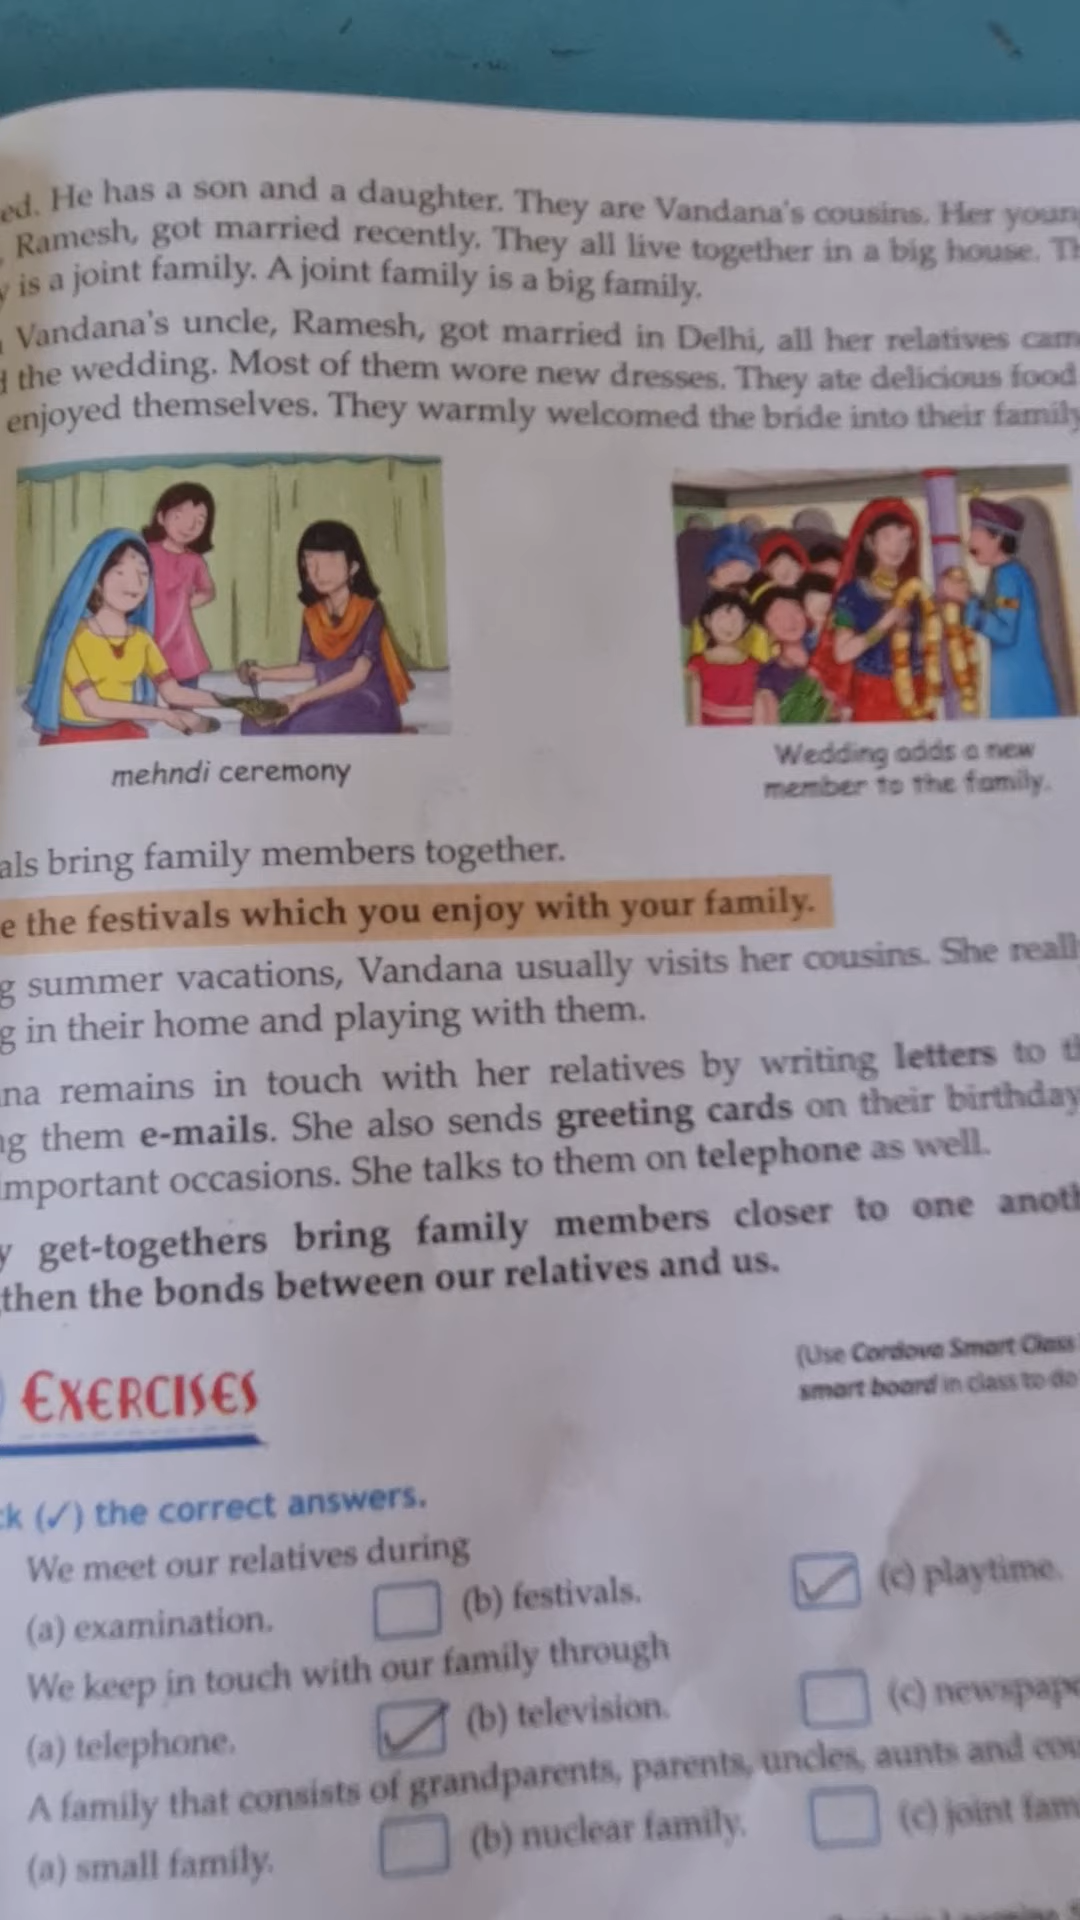 ed. He has a son and a daughter. They are Vandana's cousins. Her youn
, Ramesh, got married recently. They all live together in a big house. Th
y is a joint family. A joint family is a big family.
Vandana's uncle, Ramesh, got married in Delhi, all her relatives cam
d the wedding. Most of them wore new dresses. They ate delicious food
enjoyed themselves. They warmly welcomed the bride into their family
mehndi ceremony
Wedding adds a new
member to the family.
als bring family members together.
e the festivals which you enjoy with your family.
g summer vacations, Vandana usually visits her cousins. She reall
g in their home and playing with them.
na remains in touch with her relatives by writing letters to th
ng them e-mails. She also sends greeting cards on their birthday
important occasions. She talks to them on telephone as well.
y get-togethers bring family members closer to one anoth
then the bonds between our relatives and us.
(Use Cordova Smart Class
smart board in class to do
EXERCISES
ck (✓) the correct answers.
We meet our relatives during
(a) examination. (b) festivals. ✓ (c) playtime.
We keep in touch with our family through
(a) telephone. ✓ (b) television. (c) newspape
A family that consists of grandparents, parents, uncles, aunts and cou
(a) small family. (b) nuclear family. (c) joint fam